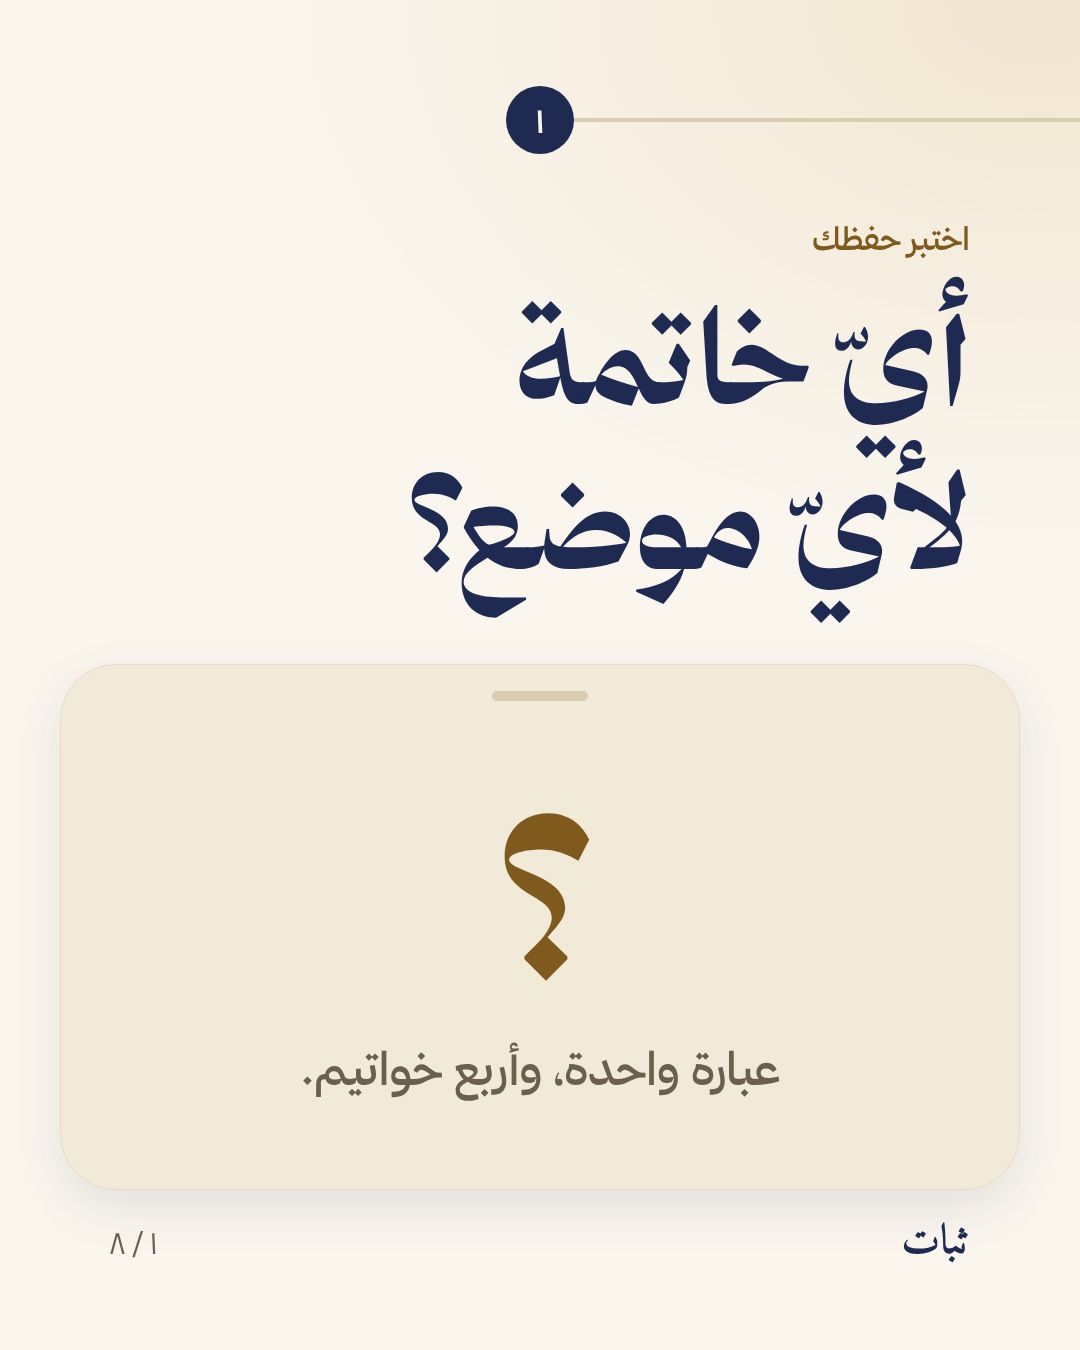 ١
اختبر حفظك
أيّ خاتمة
لأيّ موضع؟
؟
عبارة واحدة، وأربع خواتيم.
ثبات
١ / ٨